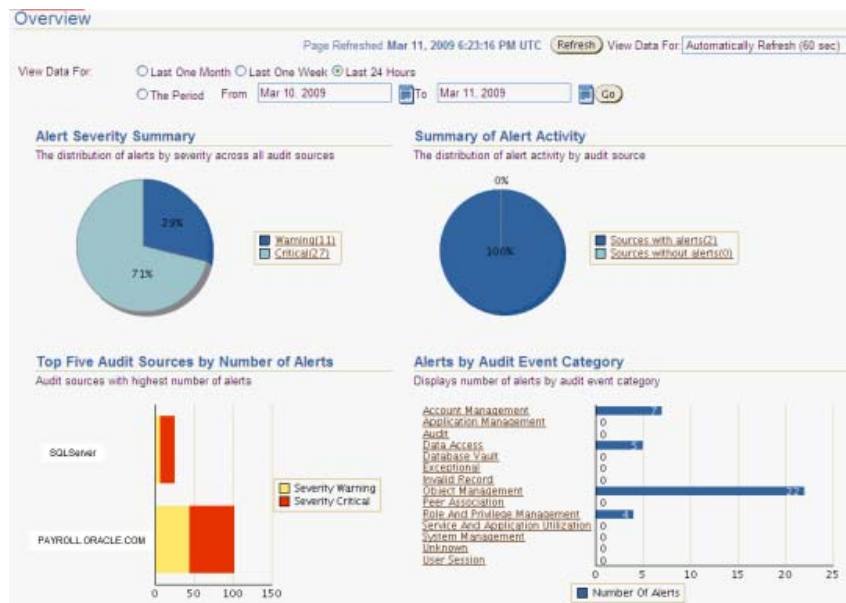 Overview
Page Refreshed Mar 11, 2009 6:23:16 PM UTC Refresh View Data For: Automatically Refresh (60 sec)
View Data For: Last One Month Last One Week Last 24 Hours
The Period From Mar 10, 2009 To Mar 11, 2009 Go
Alert Severity Summary
The distribution of alerts by severity across all audit sources
29%
71%
Warning(11)
Critical(27)
Summary of Alert Activity
The distribution of alert activity by audit source
0%
100%
Sources with alerts(2)
Sources without alerts(0)
Top Five Audit Sources by Number of Alerts
Audit sources with highest number of alerts
SQLServer
PAYROLL.ORACLE.COM
0 50 100 150
Severity Warning
Severity Critical
Alerts by Audit Event Category
Displays number of alerts by audit event category
Account Management 7
Application Management 0
Audit 0
Data Access 5
Database Vault 0
Exceptional 0
Invalid Record 0
Object Management 22
Peer Association 0
Role And Privilege Management 4
Service And Application Utilization 0
System Management 0
Unknown 0
User Session 0
0 5 10 15 20 25
Number Of Alerts